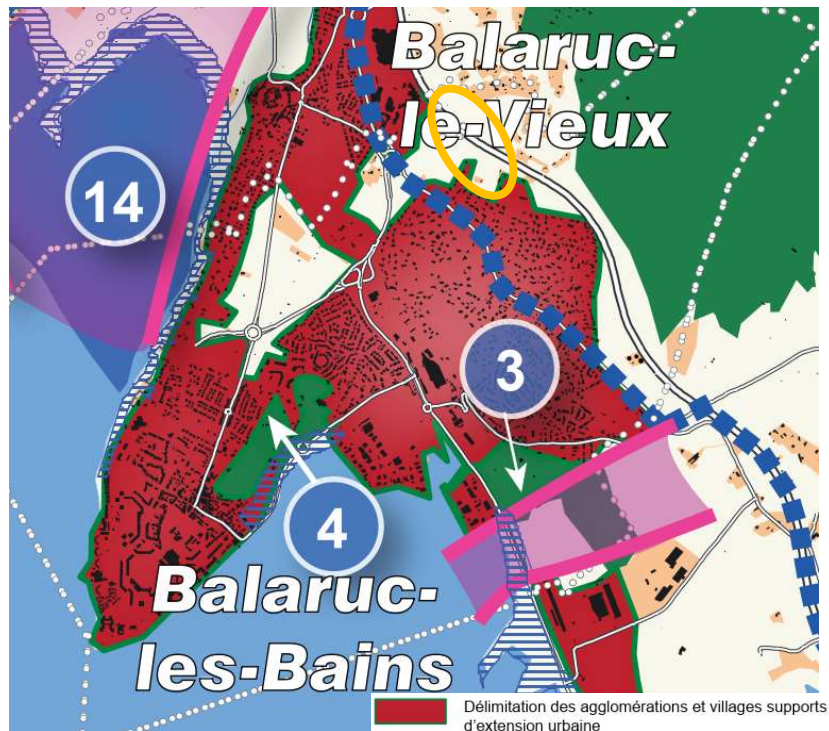 Balaruc-
le-Vieux
14
3
4
Balaruc-
les-Bains
Délimitation des agglomérations et villages supports
d'extension urbaine